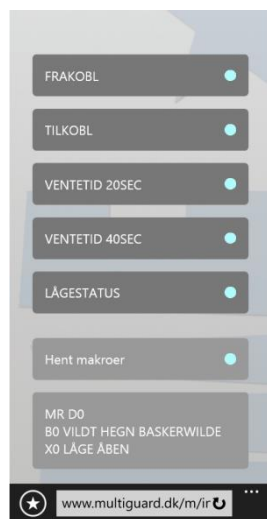 FRAKOBL
TILKOBL
VENTETID 20SEC
VENTETID 40SEC
LÅGESTATUS
Hent makroer
MR D0
B0 VILDT HEGN BASKERWILDE
X0 LÅGE ÅBEN
www.multiguard.dk/m/ir